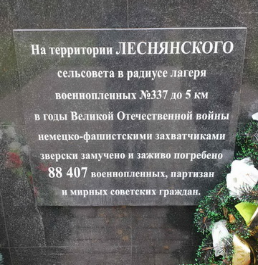 На территории ЛЕСНЯНСКОГО
сельсовета в радиусе лагеря
военнопленных №337 до 5 км
в годы Великой Отечественной войны
немецко-фашистскими захватчиками
зверски замучено и заживо погребено
88 407 военнопленных, партизан
и мирных советских граждан.